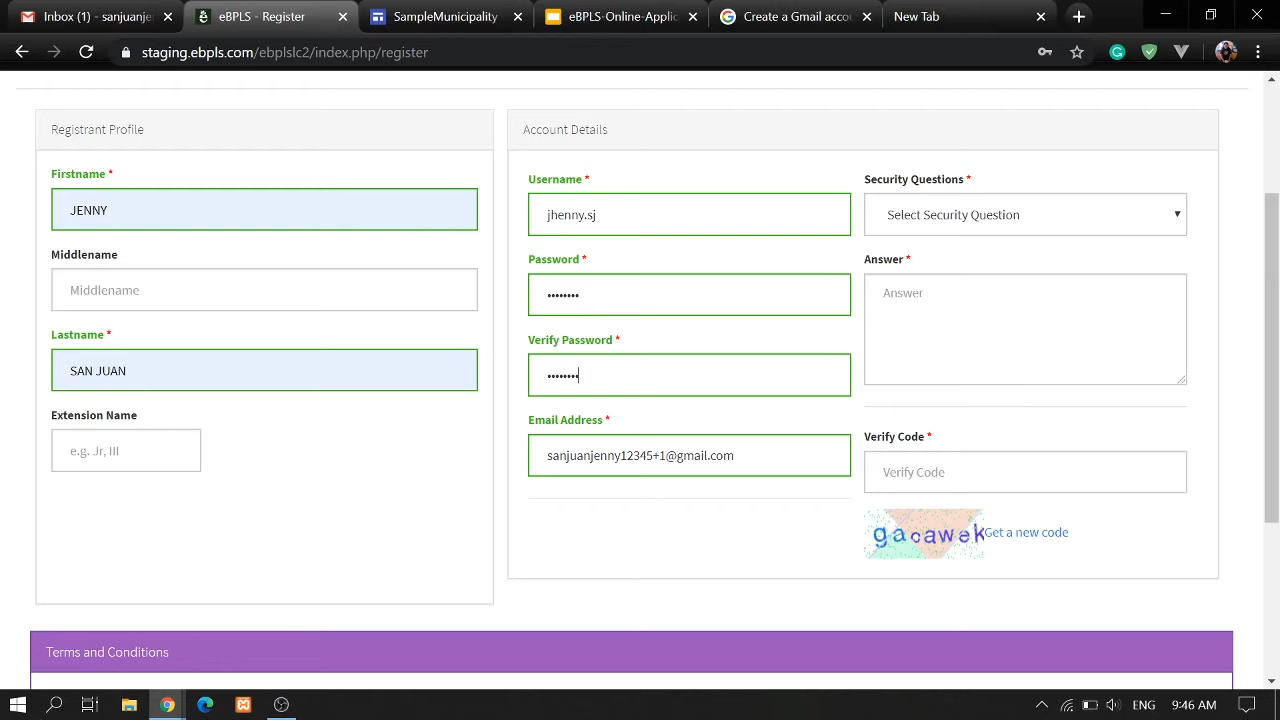 Inbox (1) - sanjuanjen
eBPLS - Register
SampleMunicipality
eBPLS-Online-Applic
Create a Gmail accou
New Tab
staging.ebpls.com/ebplslc2/index.php/register
Registrant Profile
Firstname *
JENNY
Middlename
Middlename
Lastname *
SAN JUAN
Extension Name
e.g. Jr, III
Account Details
Username *
jhenny.sj
Password *
••••••••
Verify Password *
••••••••
Email Address *
sanjuanjenny12345+1@gmail.com
Security Questions *
Select Security Question
Answer *
Answer
Verify Code *
Verify Code
gacawek
Get a new code
Terms and Conditions
ENG
9:46 AM